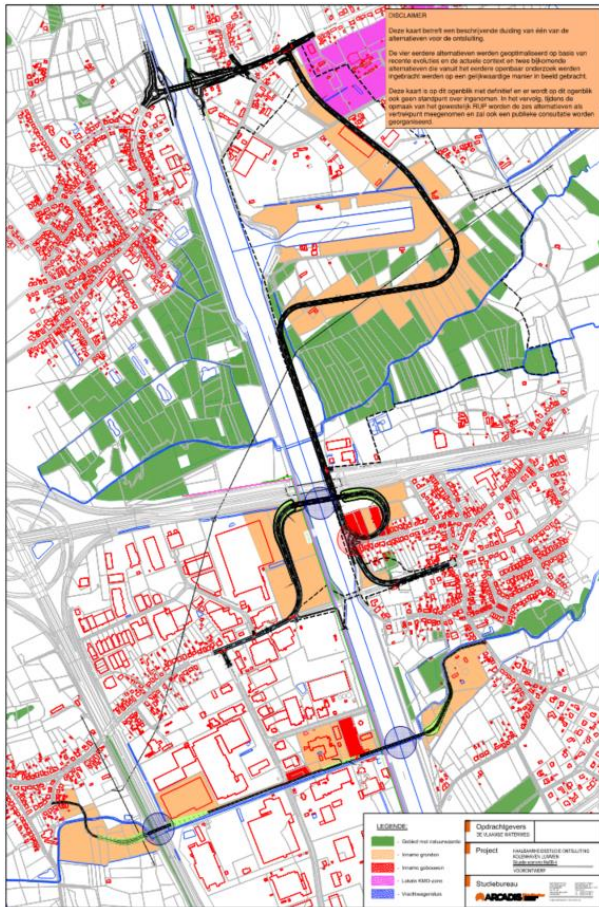 DISCLAIMER
Deze kaart betreft een beschrijvende duiding van één van de
alternatieven voor de ontsluiting.
De vier eerdere alternatieven werden geoptimaliseerd op basis van
recente evoluties en de actuele context en twee bijkomende
alternatieven die vanuit het eerdere openbaar onderzoek werden
ingebracht werden op een gelijkwaardige manier in beeld gebracht.
Deze kaart is op dit ogenblik niet definitief en er wordt op dit ogenblik
ook geen standpunt over ingenomen. In het vervolg, tijdens de
opmaak van het gewestelijk RUP worden de zes alternatieven als
vertrekpunt meegenomen en zal ook een publieke consultatie worden
georganiseerd.
LEGENDE:
Gebied met natuurwaarde
Inname gronden
Inname gebouwen
Lokale KMO-zone
Opdrachtgevers
DE VLAAMSE WATERWEG
Project
VOORONTWERP
Studiebureau
ARCADIS